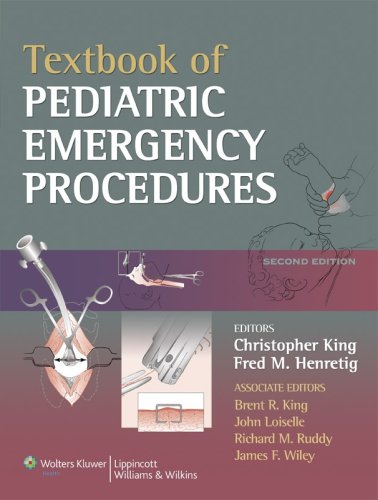 Textbook of
PEDIATRIC
EMERGENCY
PROCEDURES
SECOND EDITION
EDITORS
Christopher King
Fred M. Henretig
ASSOCIATE EDITORS
Brent R. King
John Loiselle
Richard M. Ruddy
James F. Wiley
Wolters Kluwer
Health
Lippincott
Williams & Wilkins